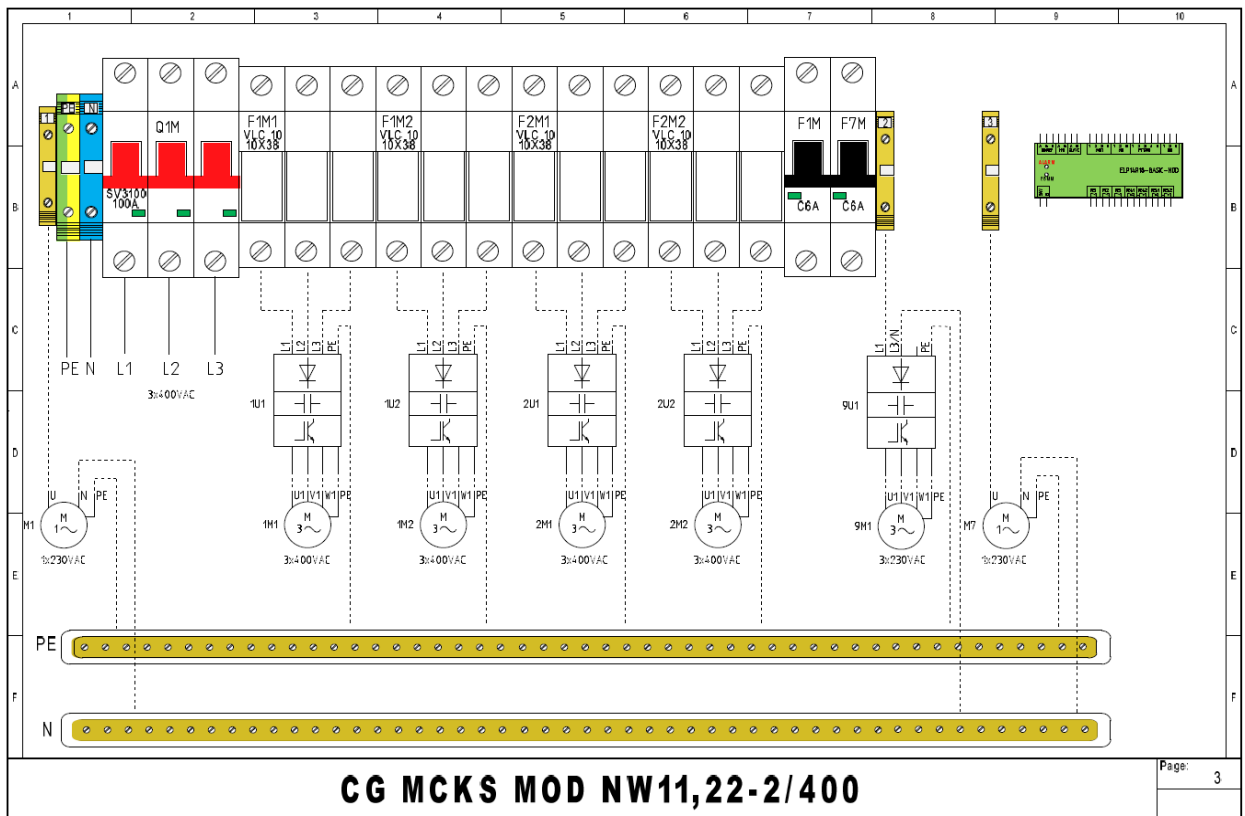 1 2 3 4 5 6 7 8 9 10
A A
1 PE N Q1M F1M1 F1M2 F2M1 F2M2 F1M F7M 2 3
VLC 10 VLC 10 VLC 10 VLC 10
10X38 10X38 10X38 10X38
ALARM
ELP14R18-BASIC-MOD
B B
SV3100 C6A C6A
100A
C C
L1 L2 L3 PE L1 L2 L3 PE L1 L2 L3 PE L1 L2 L3 PE L1 L3/N PE
PE N L1 L2 L3
3x400VAC
1U1 1U2 2U1 2U2 9U1
D D
U N PE U1 V1 W1 PE U1 V1 W1 PE U1 V1 W1 PE U1 V1 W1 PE U1 V1 W1 PE U N PE
M1 M 1 1M1 M 3 1M2 M 3 2M1 M 3 2M2 M 3 9M1 M 3 M7 M 1
1x230VAC 3x400VAC 3x400VAC 3x400VAC 3x400VAC 3x230VAC 1x230VAC
E E
PE
F F
N
CG MCKS MOD NW11,22-2/400
Page:
3